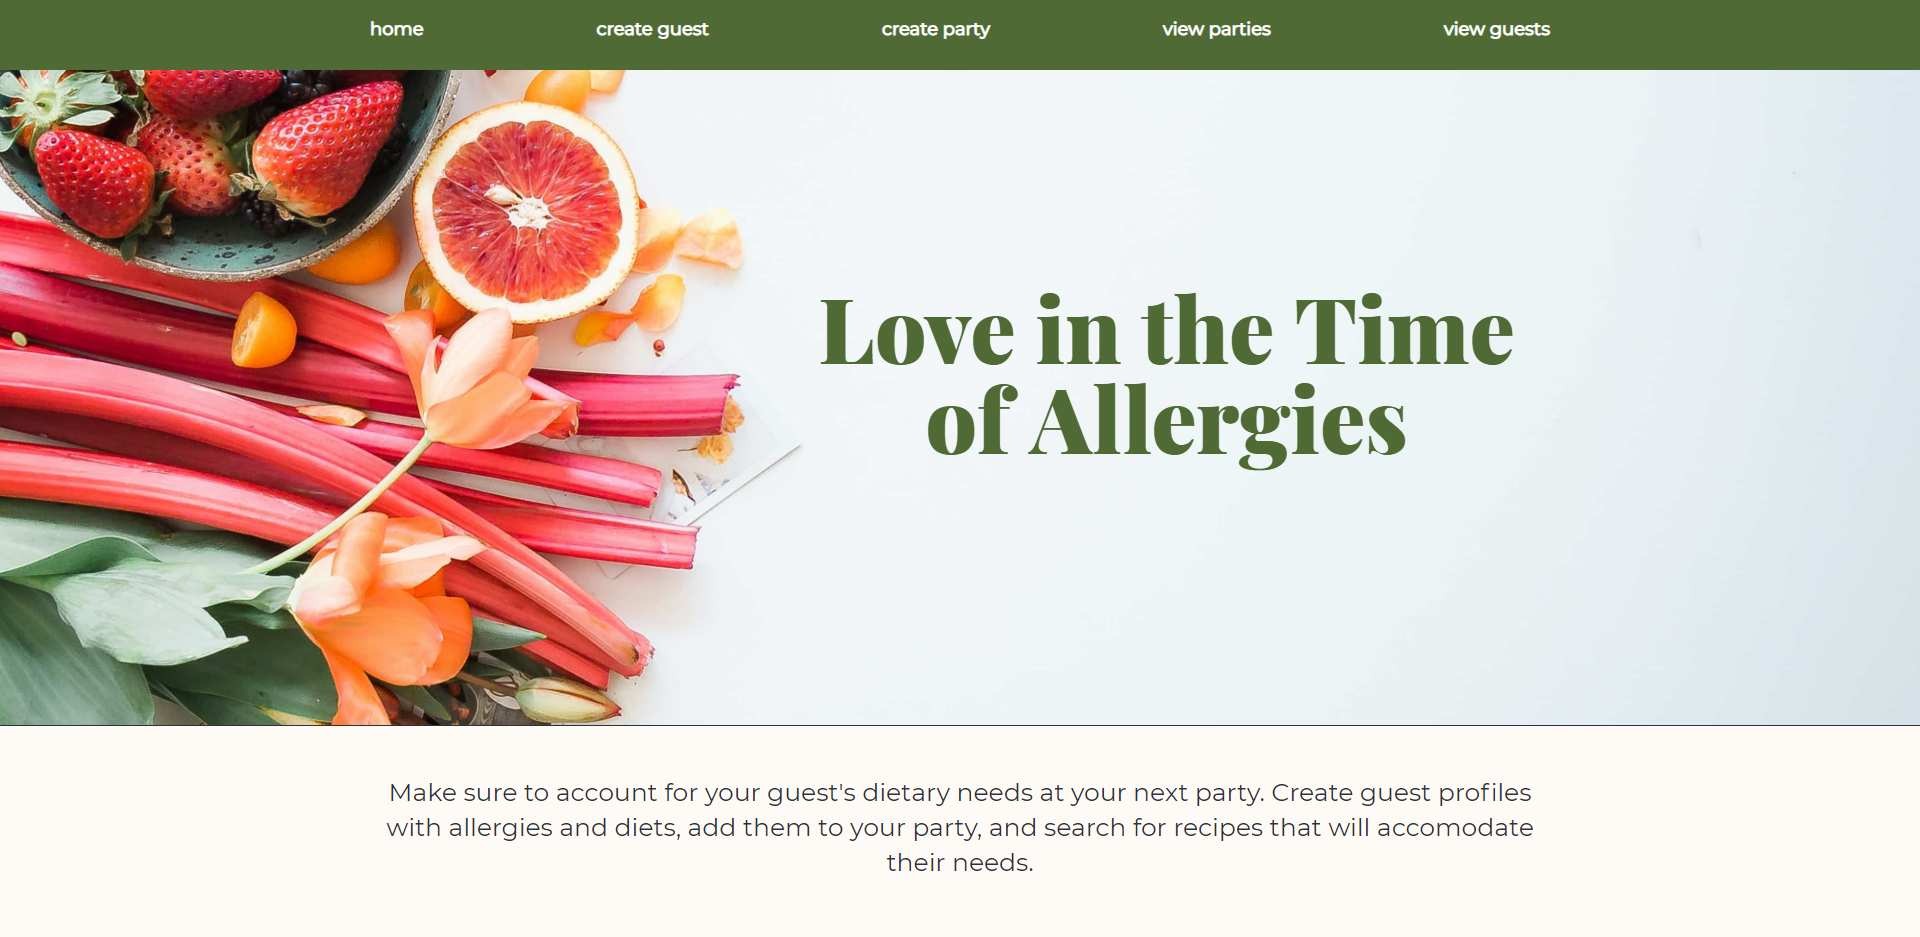 home create guest create party view parties view guests
Love in the Time
of Allergies
Make sure to account for your guest's dietary needs at your next party. Create guest profiles
with allergies and diets, add them to your party, and search for recipes that will accomodate
their needs.